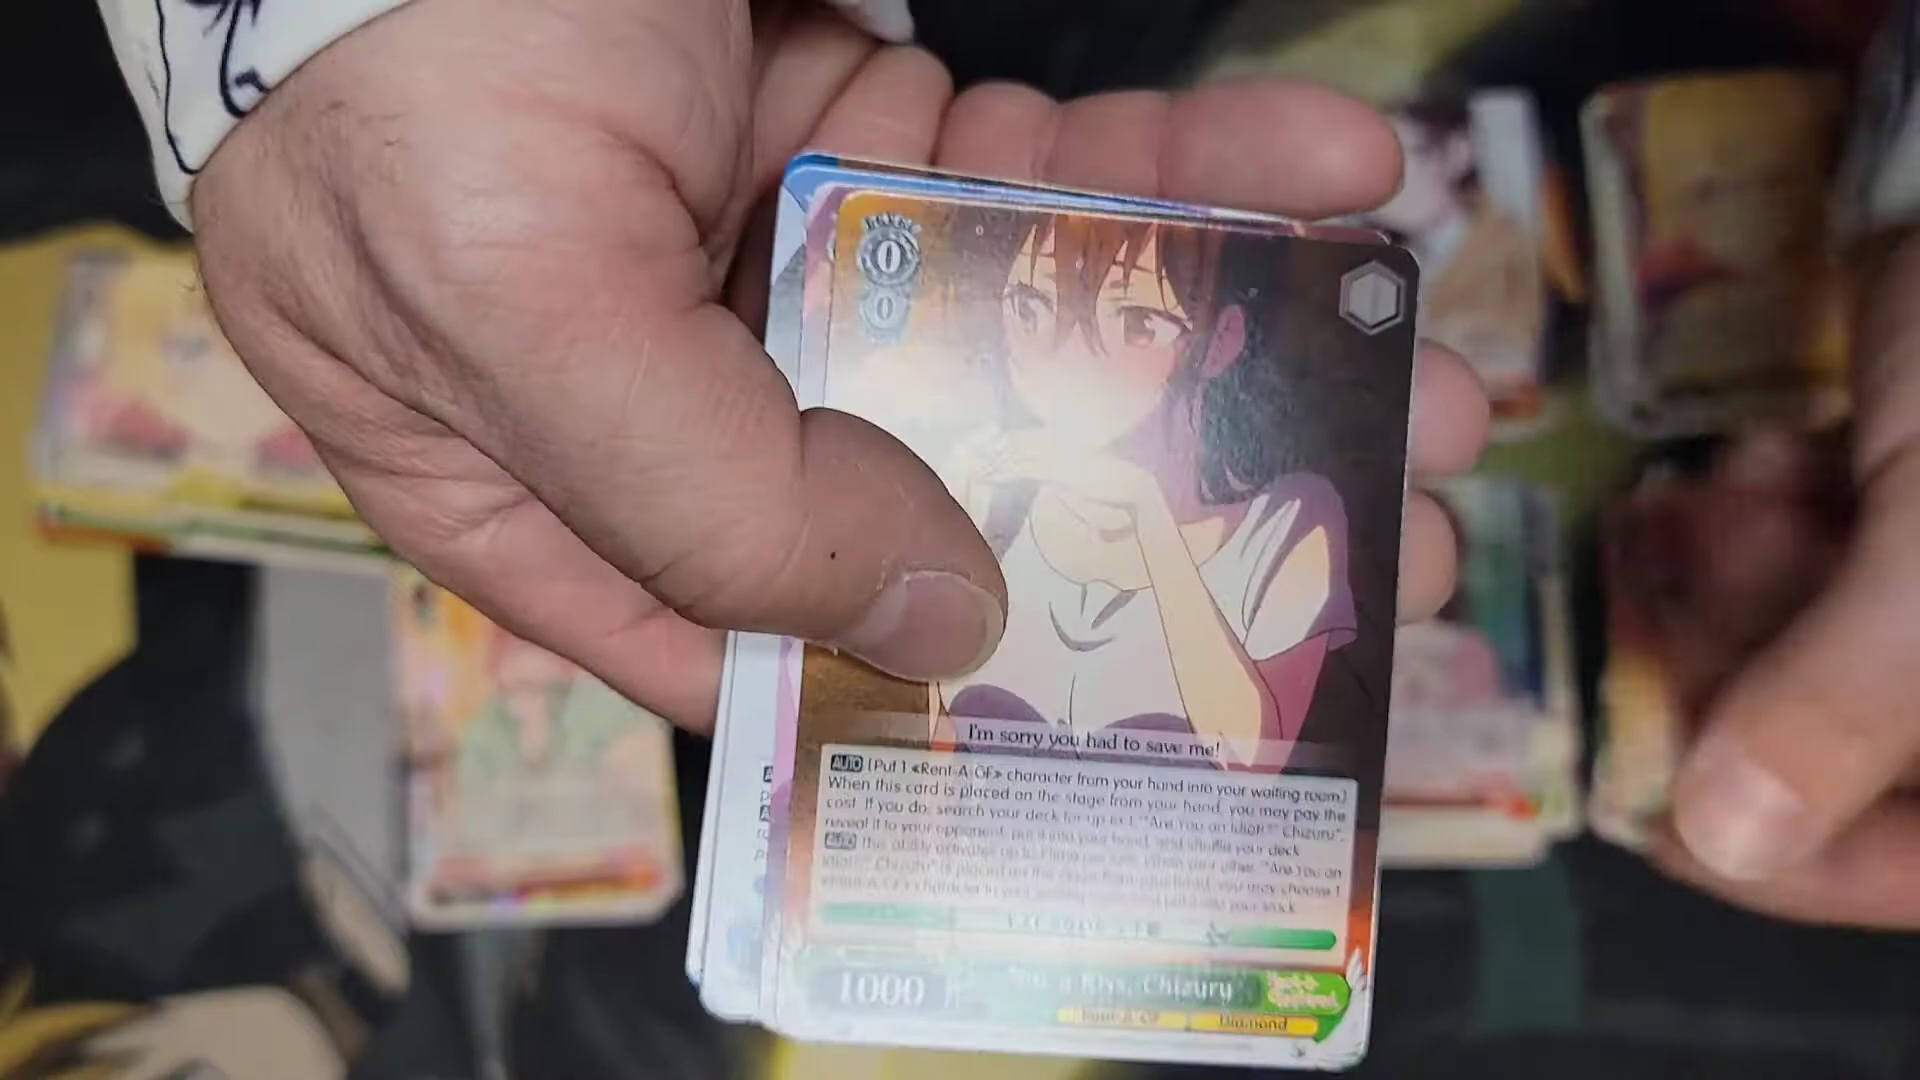 0
0
I'm sorry you had to save me!
AUTO [Put 1 «Rent-A-GF» character from your hand into your waiting room]
When this card is placed on the stage from your hand, you may pay the
cost. If you do, search your deck for up to 1 "Are You an Idiot?" Chizuru",
reveal it to your opponent, put it into your hand, and shuffle your deck
AUTO This ability activates up to 1 time per turn. When your other "Are You an
Idiot?" Chizuru" is placed on the stage from your hand, you may choose 1
«Rent-A-GF» character in your waiting room and put it into your stock
1000
a Kiss, Chizuru
Rent-A-GF
Diamond